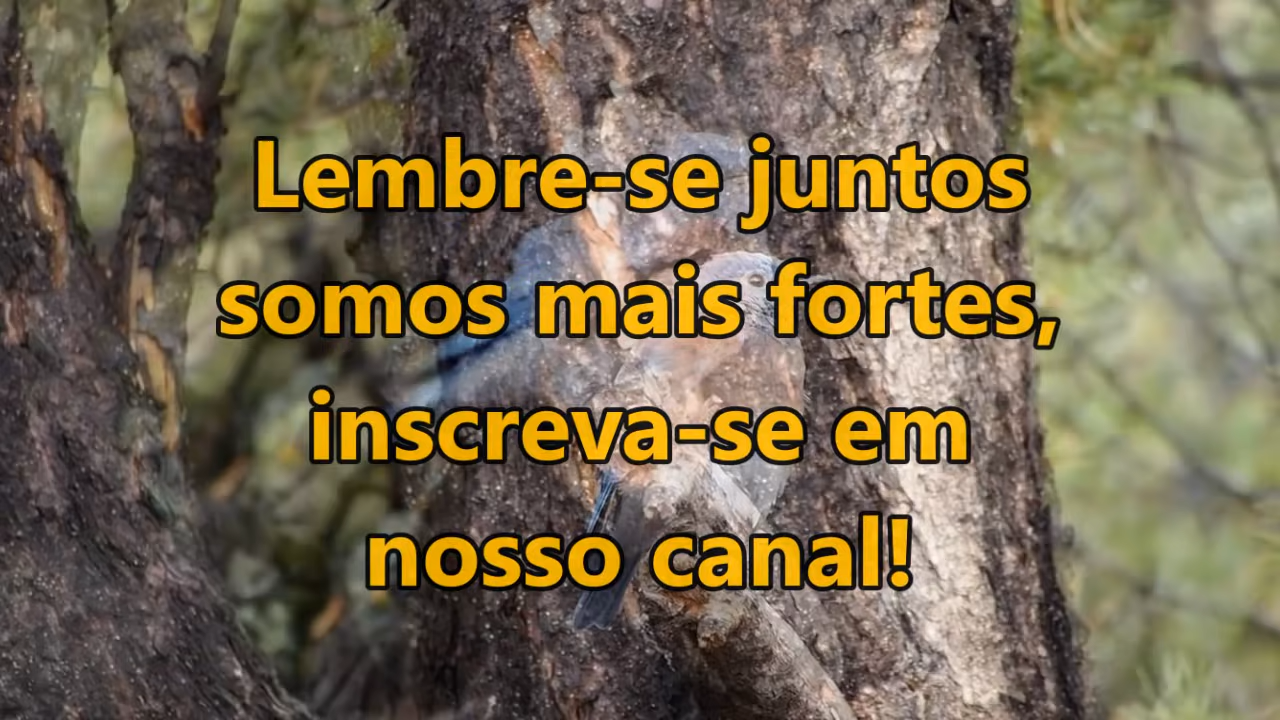 Lembre-se juntos
somos mais fortes,
inscreva-se em
nosso canal!